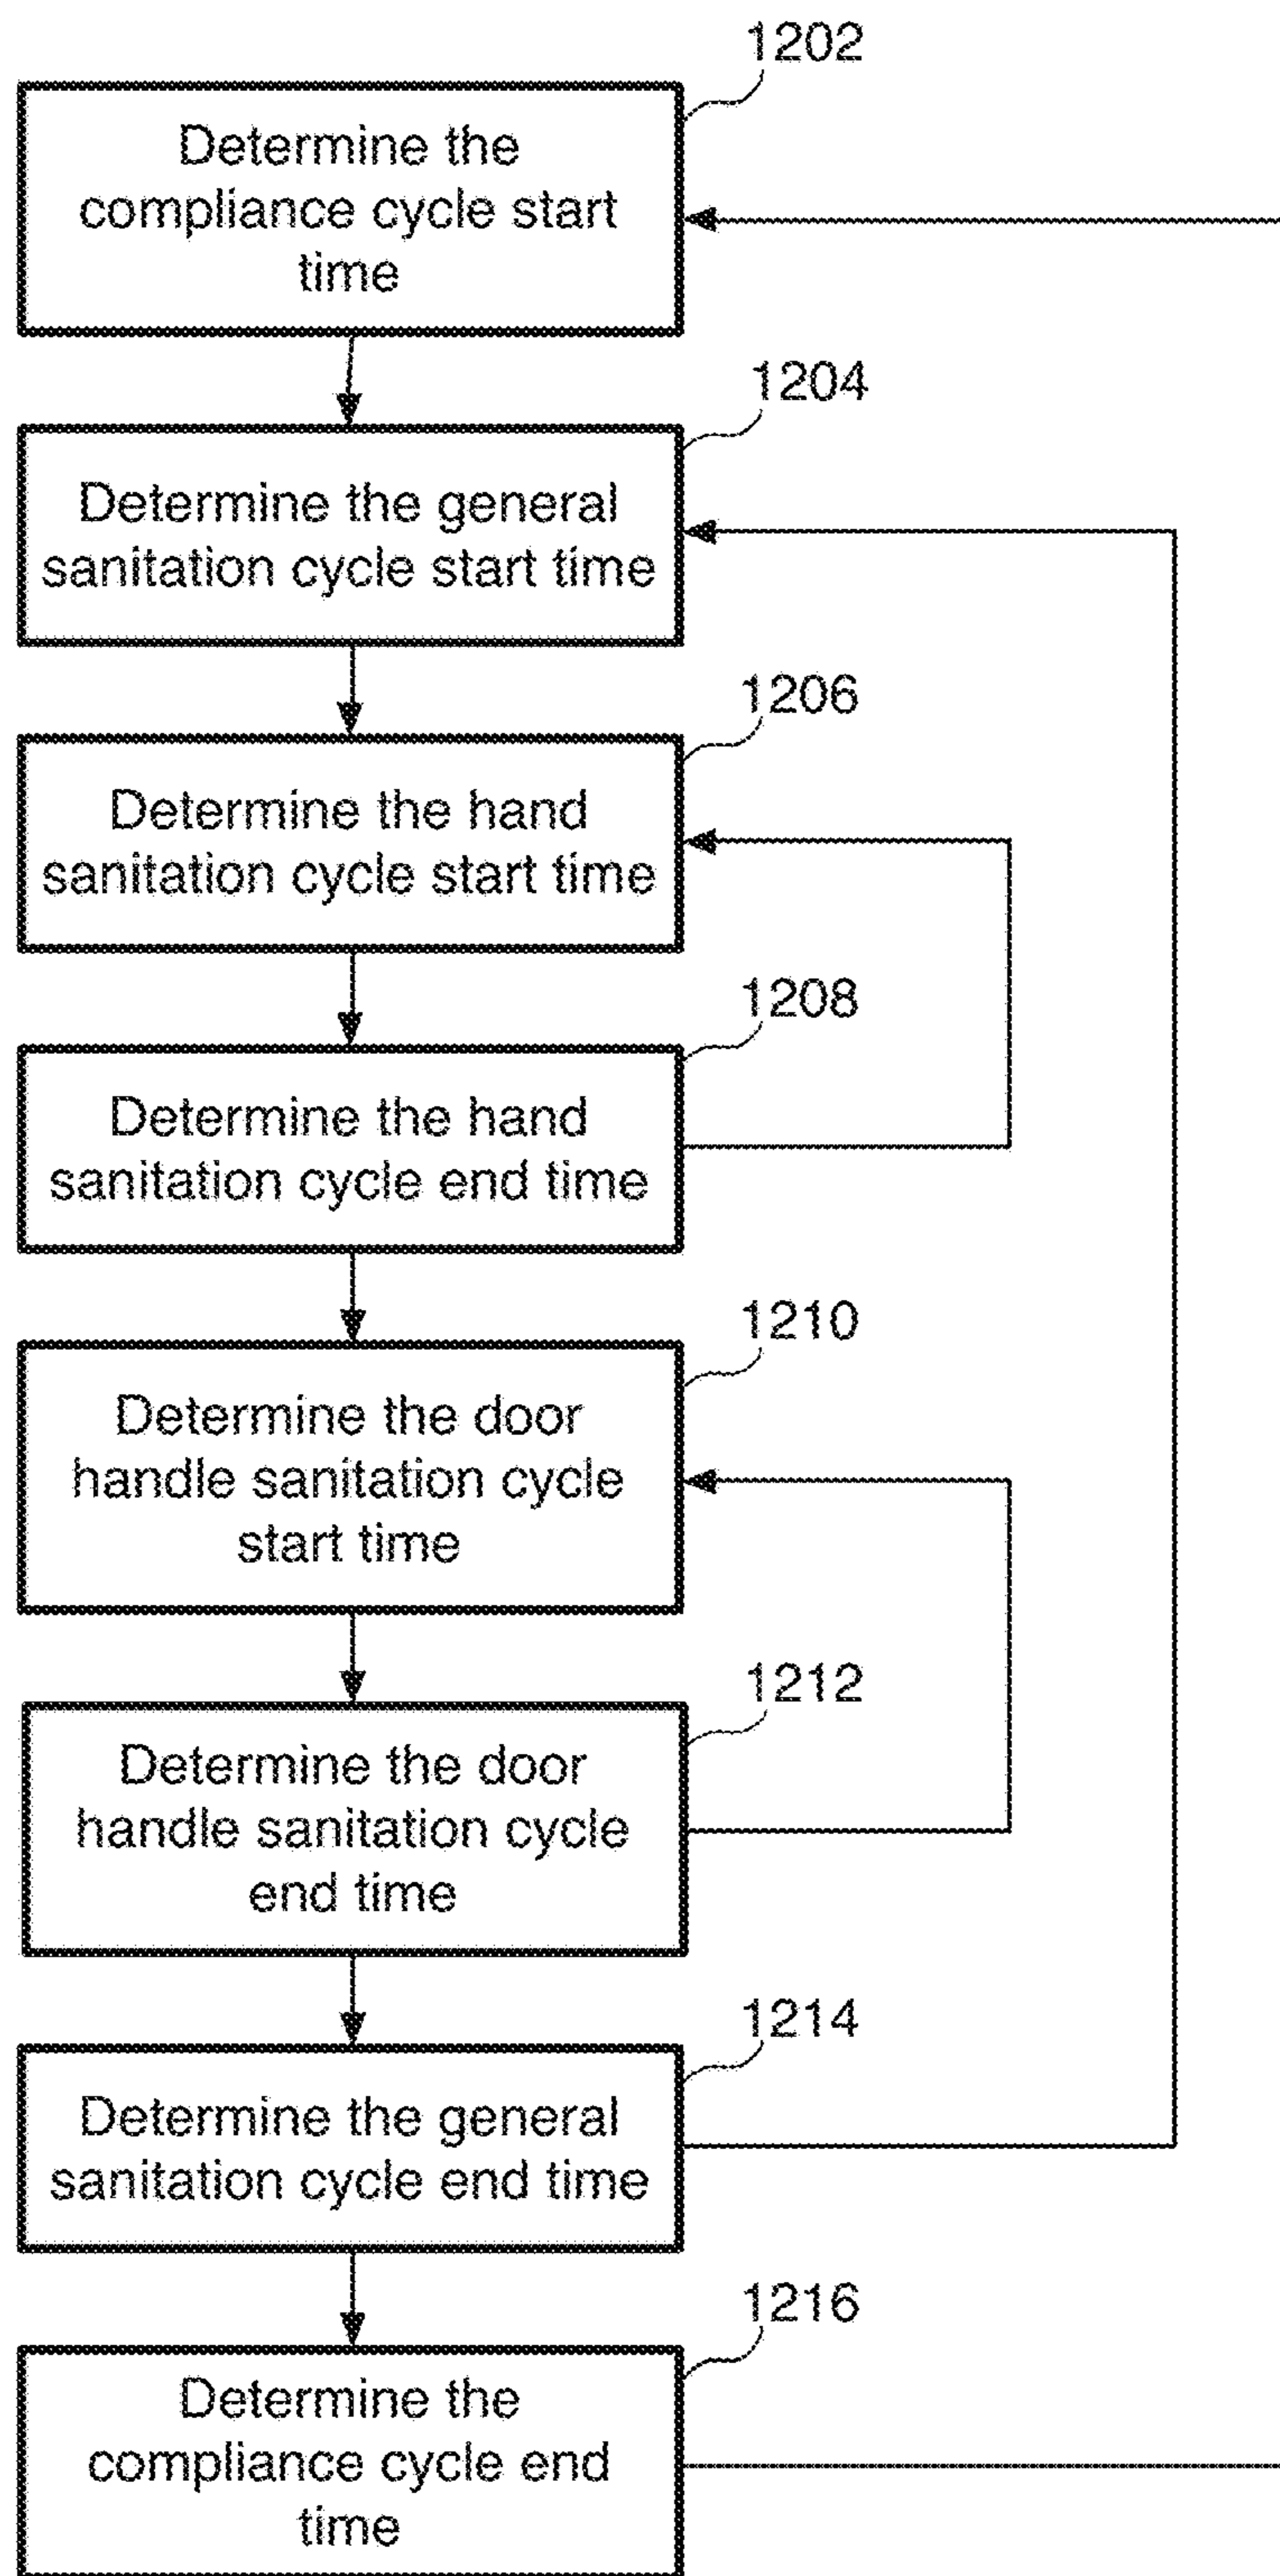 1202
Determine the
compliance cycle start
time
1204
Determine the general
sanitation cycle start time
1206
Determine the hand
sanitation cycle start time
1208
Determine the hand
sanitation cycle end time
1210
Determine the door
handle sanitation cycle
start time
1212
Determine the door
handle sanitation cycle
end time
1214
Determine the general
sanitation cycle end time
1216
Determine the
compliance cycle end
time